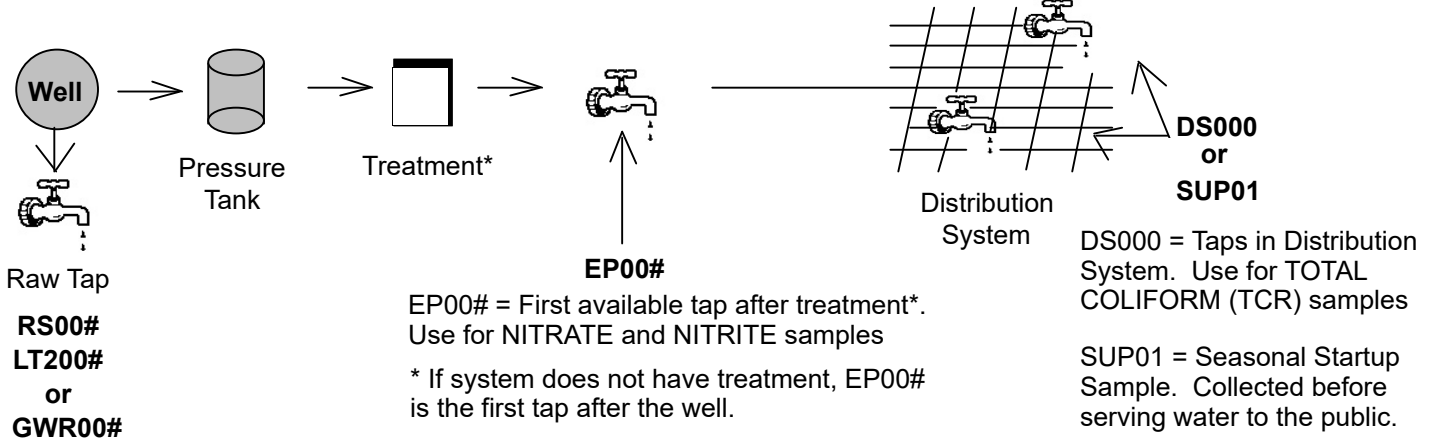 Well
Pressure
Tank
Treatment*
Raw Tap
RS00#
LT200#
or
GWR00#
EP00#
EP00# = First available tap after treatment*.
Use for NITRATE and NITRITE samples
* If system does not have treatment, EP00#
is the first tap after the well.
Distribution
System
DS000
or
SUP01
DS000 = Taps in Distribution
System. Use for TOTAL
COLIFORM (TCR) samples
SUP01 = Seasonal Startup
Sample. Collected before
serving water to the public.